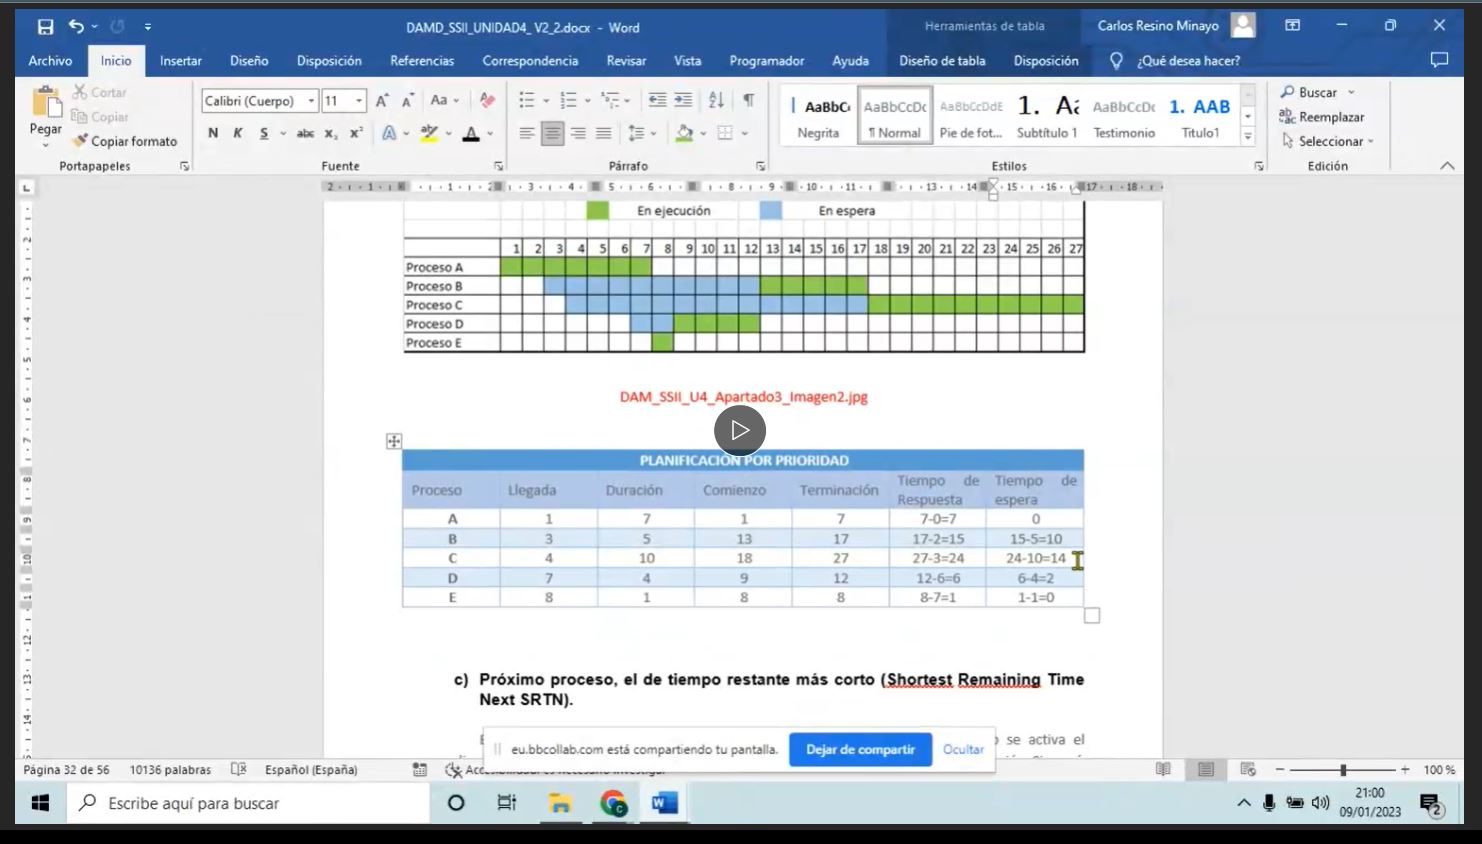 DAMD_SSII_UNIDAD4_ V2_2.docx - Word
Herramientas de tabla
Carlos Resino Minayo
Archivo Inicio Insertar Diseño Disposición Referencias Correspondencia Revisar Vista Programador Ayuda Diseño de tabla Disposición ¿Qué desea hacer?
Pegar
Cortar
Copiar
Copiar formato
Portapapeles
Calibri (Cuerpo) 11
N K S abc x₂ x²
Fuente
Párrafo
AaBbC AaBbCcDc AaBbCcDdE 1. Aa AaBbCcDc 1. AAB
Negrita ¶ Normal Pie de fot... Subtítulo 1 Testimonio Titulo1
Estilos
Buscar
Reemplazar
Seleccionar
Edición
En ejecución En espera
1 2 3 4 5 6 7 8 9 10 11 12 13 14 15 16 17 18 19 20 21 22 23 24 25 26 27
Proceso A
Proceso B
Proceso C
Proceso D
Proceso E
DAM_SSII_U4_Apartado3_Imagen2.jpg
PLANIFICACIÓN POR PRIORIDAD
Proceso Llegada Duración Comienzo Terminación Tiempo de Respuesta Tiempo de espera
A 1 7 1 7 7-0=7 0
B 3 5 13 17 17-2=15 15-5=10
C 4 10 18 27 27-3=24 24-10=14
D 7 4 9 12 12-6=6 6-4=2
E 8 1 8 8 8-7=1 1-1=0
c) Próximo proceso, el de tiempo restante más corto (Shortest Remaining Time
Next SRTN).
se activa el
eu.bbcollab.com está compartiendo tu pantalla. Dejar de compartir Ocultar
Página 32 de 56 10136 palabras Español (España) 100 %
Escribe aquí para buscar
21:00
09/01/2023
2